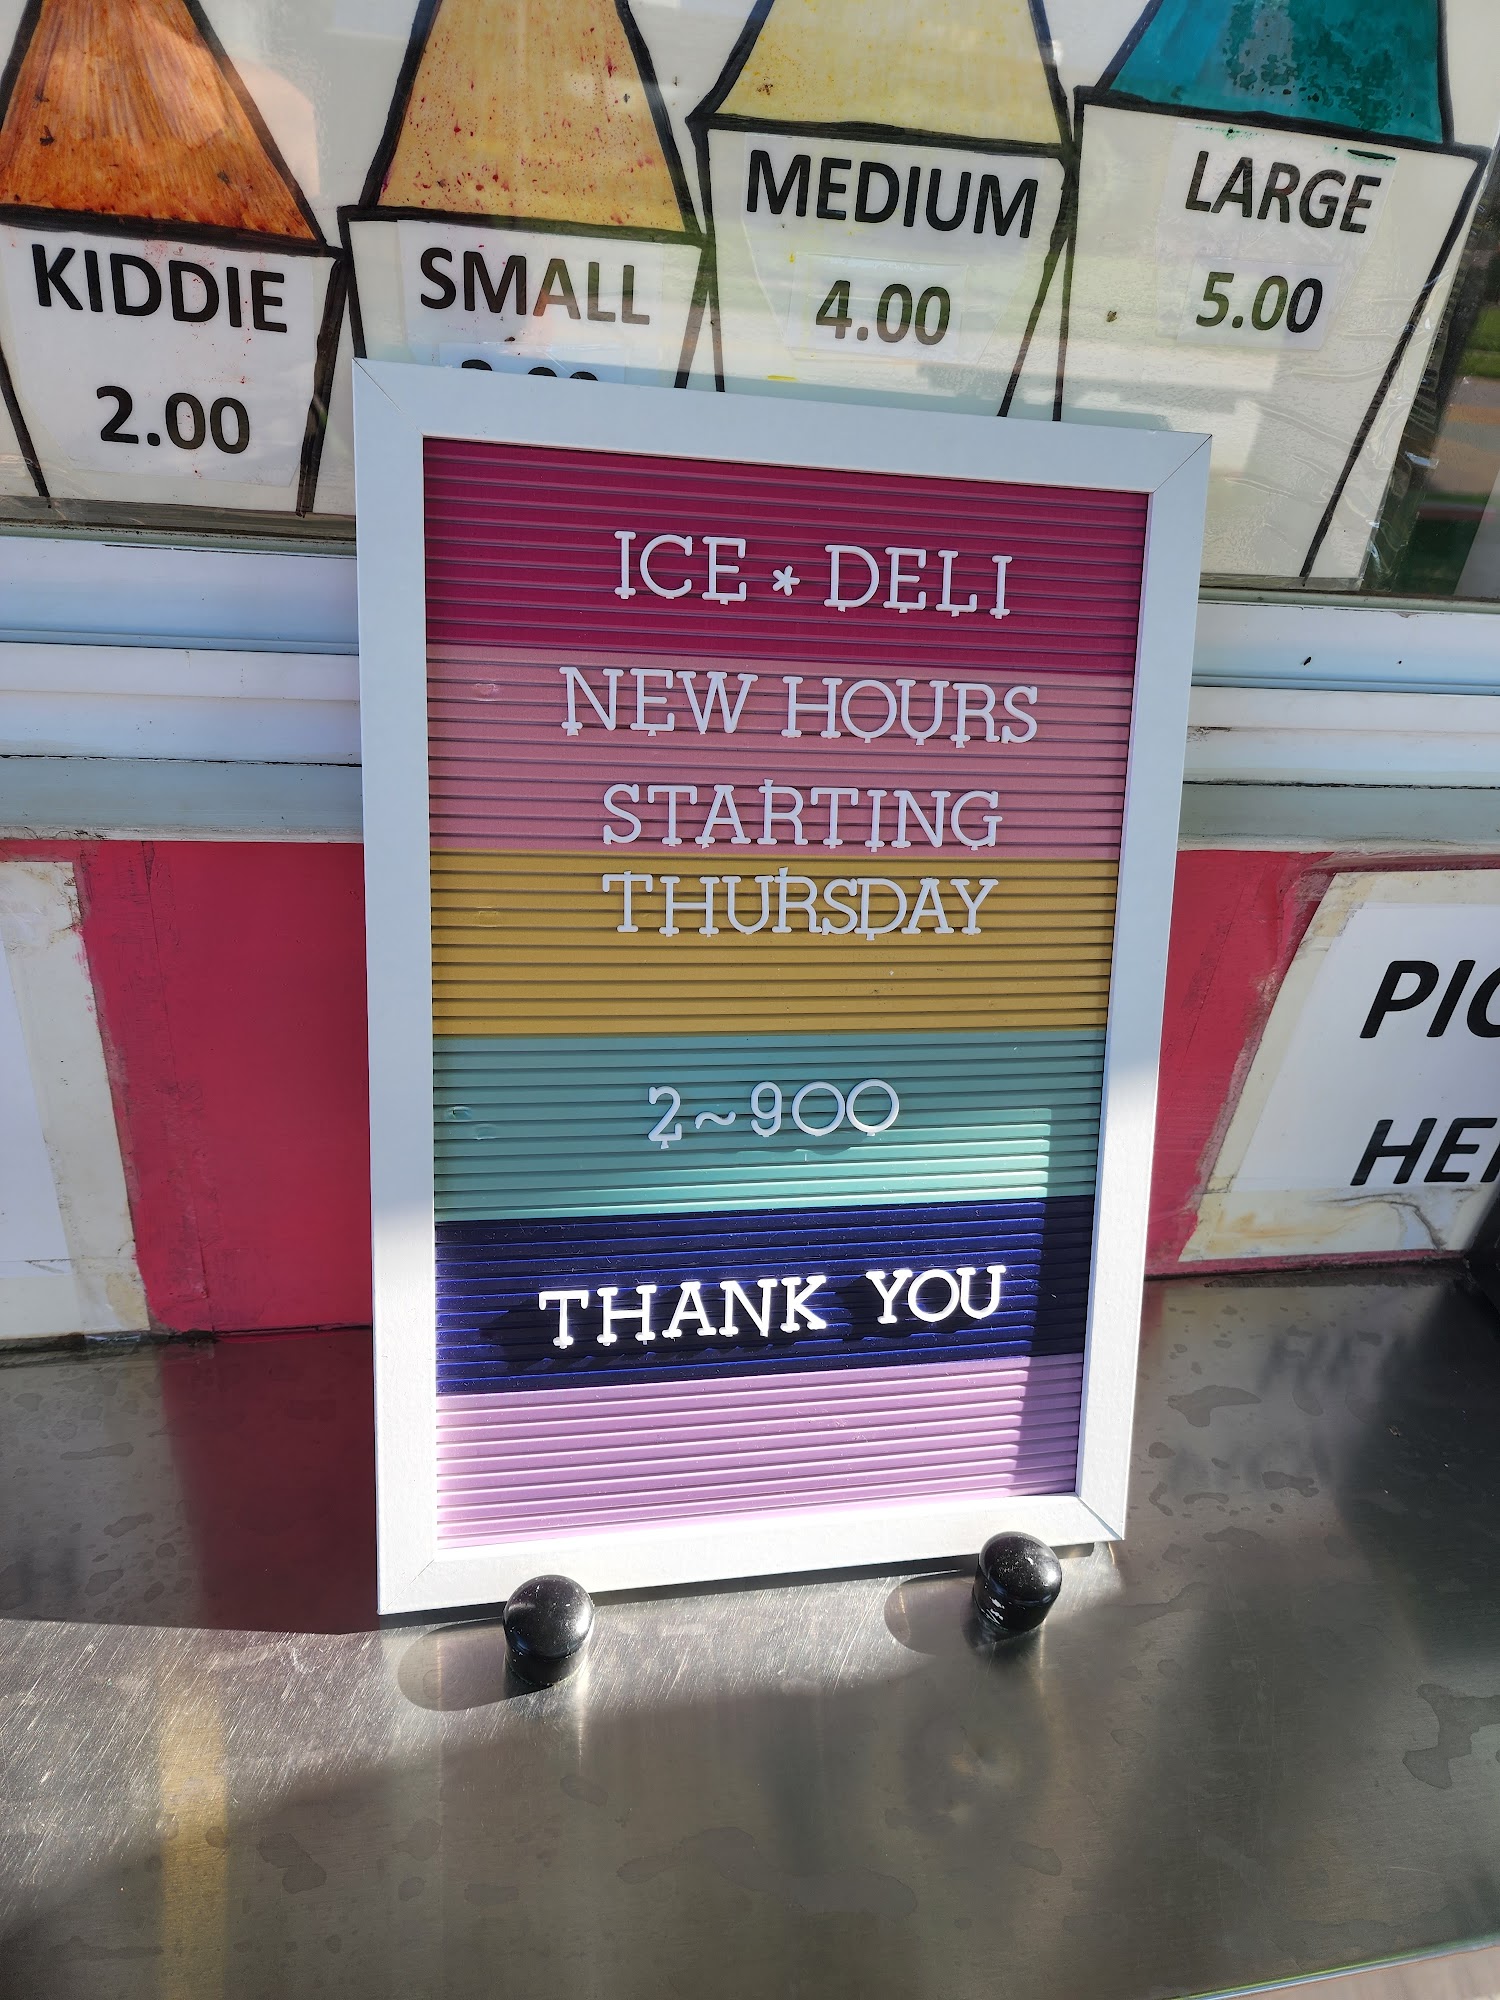 KIDDIE
2.00
SMALL
MEDIUM
4.00
LARGE
5.00
ICE * DELI
NEW HOURS
STARTING
THURSDAY
2~900
THANK YOU